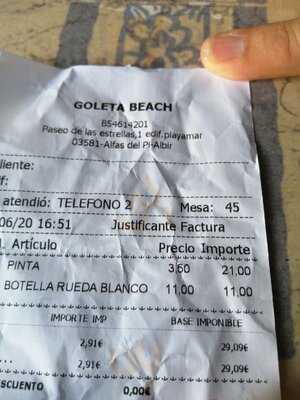 GOLETA BEACH
B54614201
Paseo de las estrellas,1 edif.playamar
03581-Alfas del Pi-Albir
liente:
if:
atendió: TELEFONO 2 Mesa: 45
06/20 16:51 Justificante Factura
. Artículo Precio Importe
PINTA 3,50 21,00
BOTELLA RUEDA BLANCO 11,00 11,00
IMPORTE IMP BASE IMPONIBLE
2,91€ 29,09€
... 2,91€ 29,09€
SCUENTO 0,00€